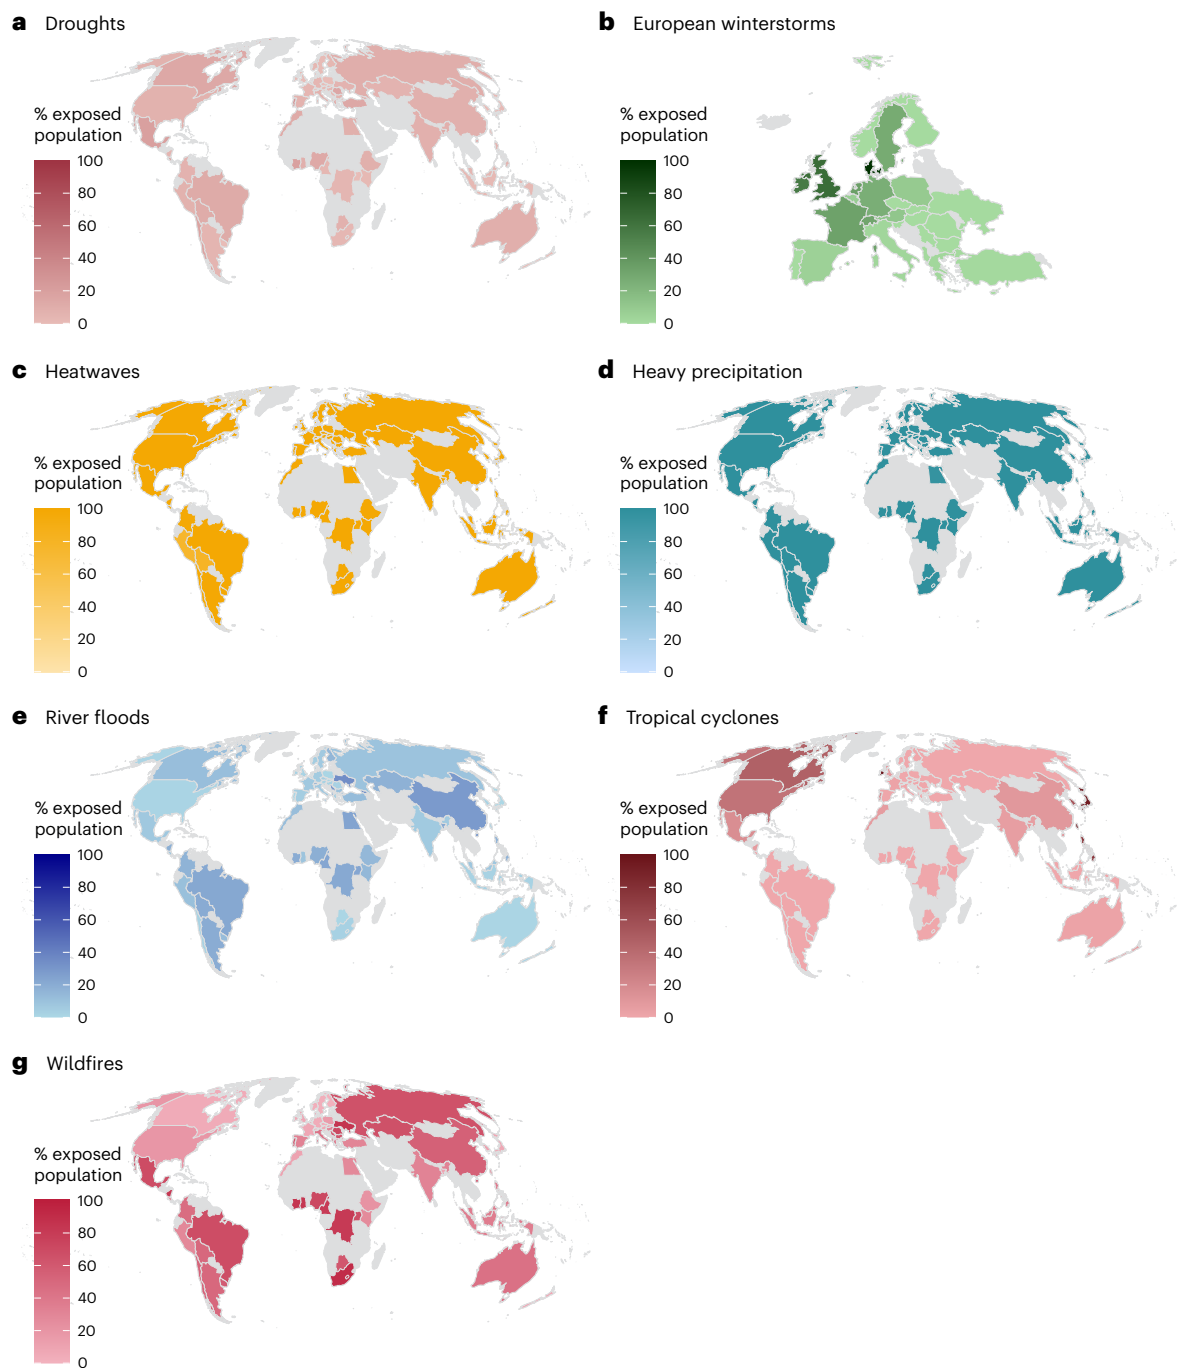 a Droughts
% exposed
population
100
80
60
40
20
0
b European winterstorms
% exposed
population
100
80
60
40
20
0
c Heatwaves
% exposed
population
100
80
60
40
20
0
d Heavy precipitation
% exposed
population
100
80
60
40
20
0
e River floods
% exposed
population
100
80
60
40
20
0
f Tropical cyclones
% exposed
population
100
80
60
40
20
0
g Wildfires
% exposed
population
100
80
60
40
20
0